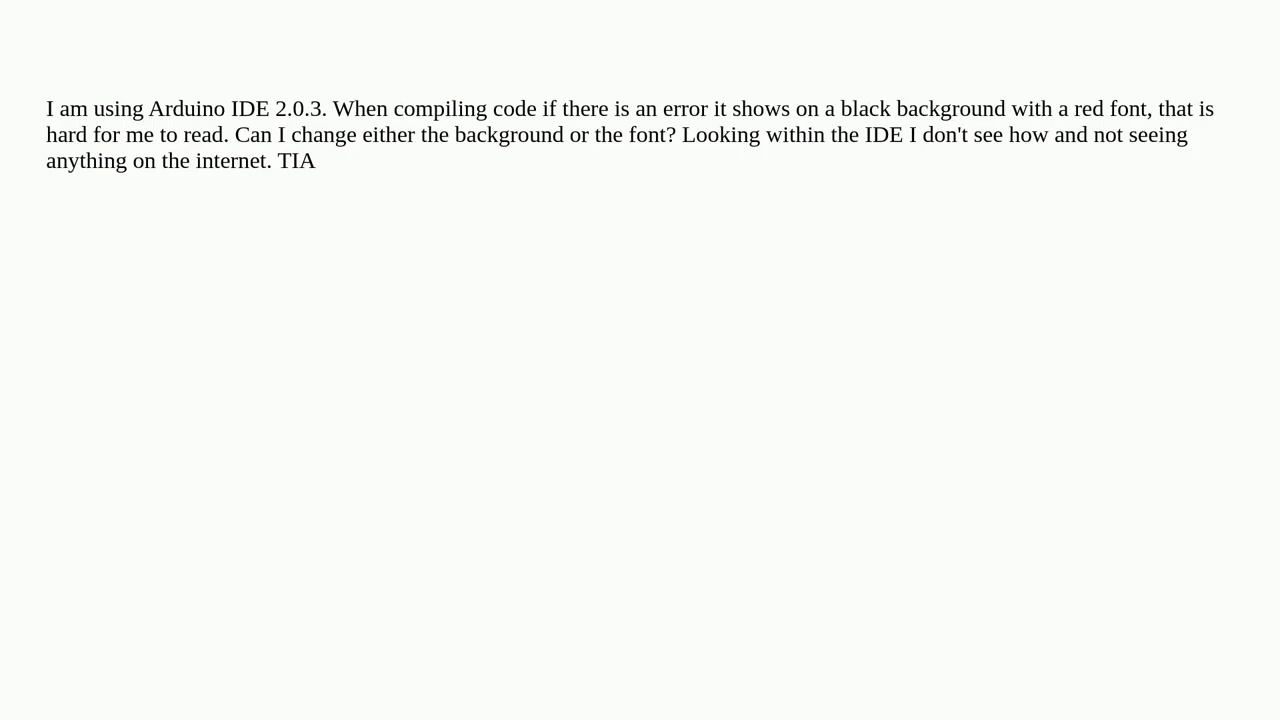 I am using Arduino IDE 2.0.3. When compiling code if there is an error it shows on a black background with a red font, that is
hard for me to read. Can I change either the background or the font? Looking within the IDE I don't see how and not seeing
anything on the internet. TIA